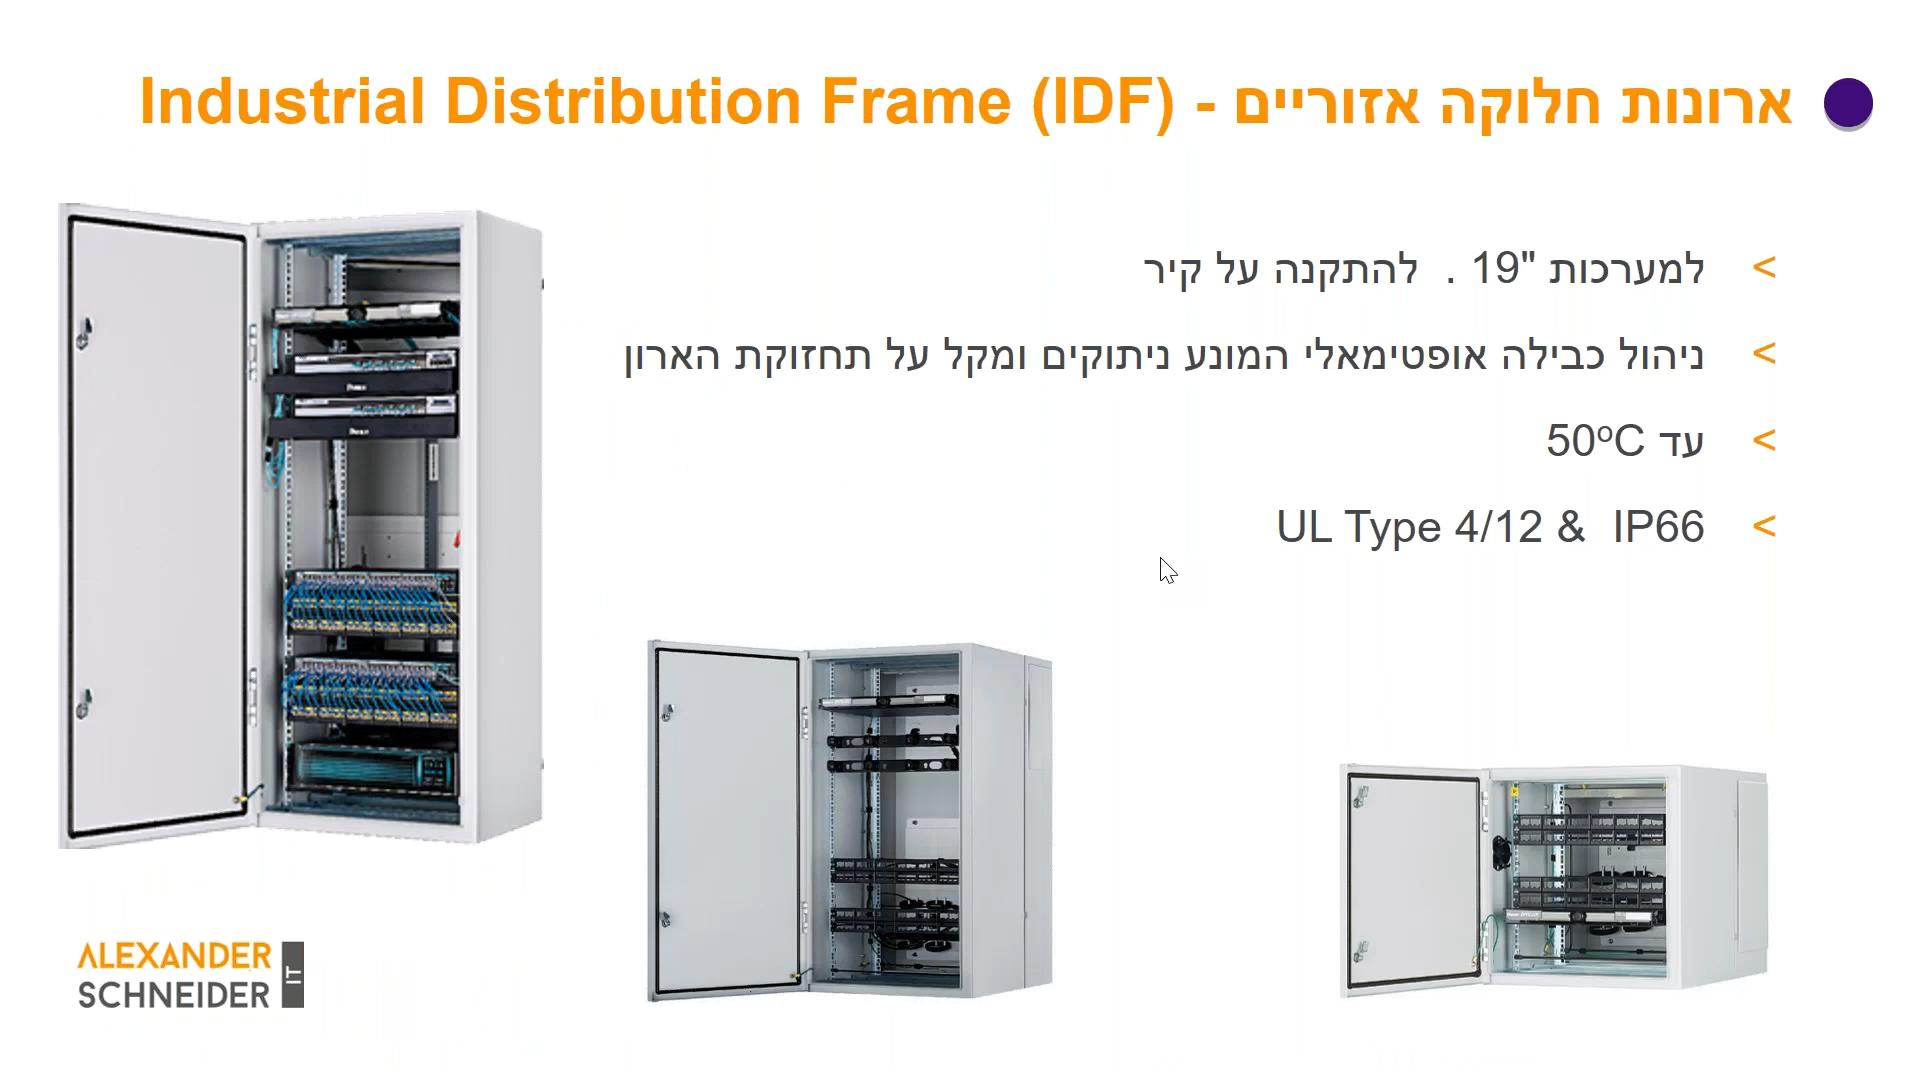 ארונות חלוקה אזוריים - Industrial Distribution Frame (IDF)
> למערכות "19 . להתקנה על קיר
> ניהול כבילה אופטימאלי המונע ניתוקים ומקל על תחזוקת הארון
> עד 50ºC
> UL Type 4/12 & IP66
ALEXANDER
SCHNEIDER
IT